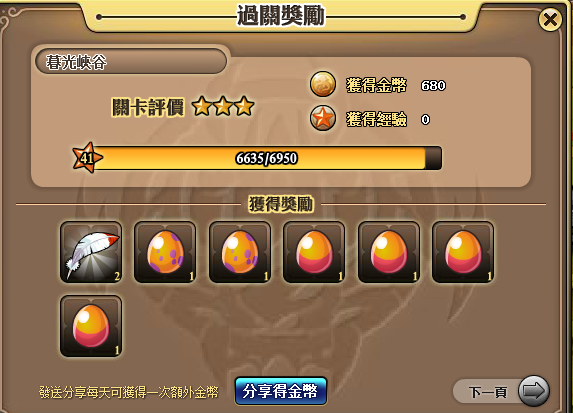 過關獎勵
暮光峽谷
關卡評價
獲得金幣 680
獲得經驗 0
41 6635/6950
獲得獎勵
2 1 1 1 1 1
1
發送分享每天可獲得一次額外金幣 分享得金幣 下一頁